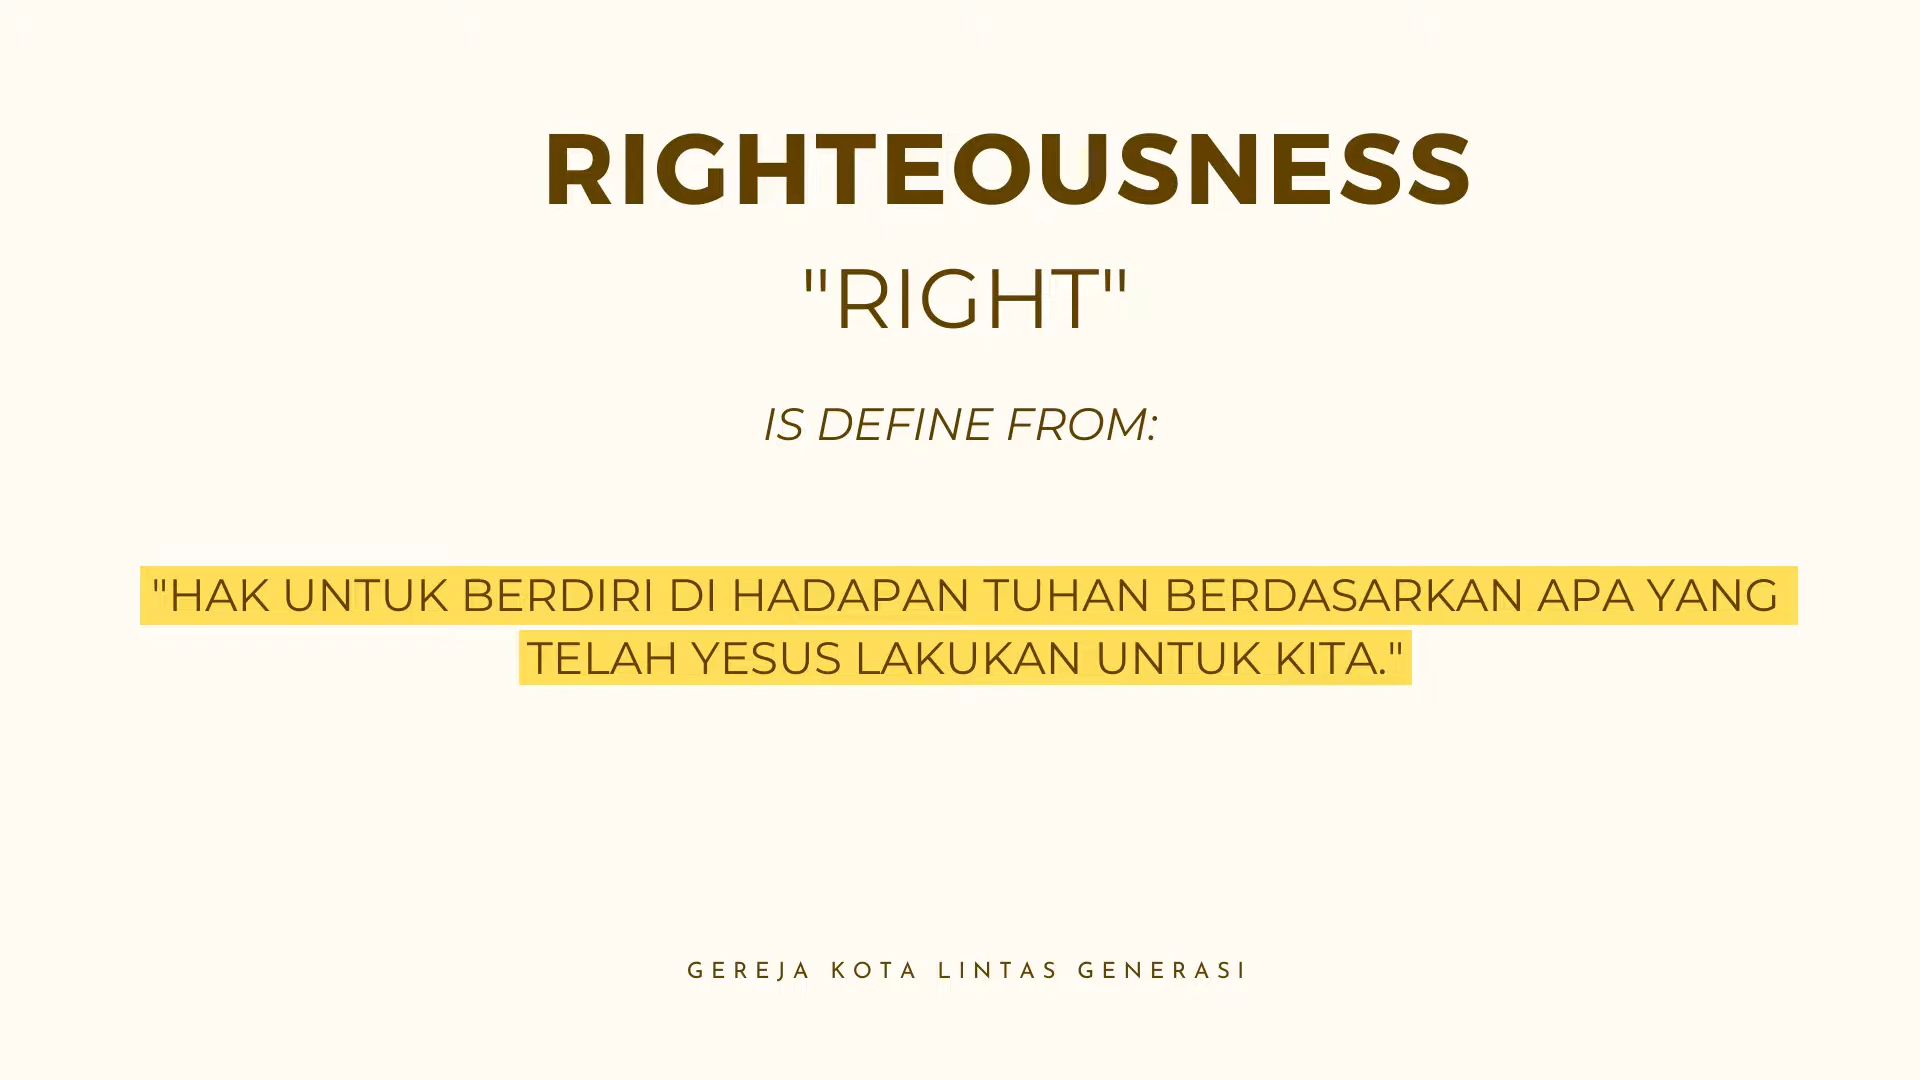 RIGHTEOUSNESS
"RIGHT"
IS DEFINE FROM:
"HAK UNTUK BERDIRI DI HADAPAN TUHAN BERDASARKAN APA YANG
TELAH YESUS LAKUKAN UNTUK KITA."
GEREJA KOTA LINTAS GENERASI